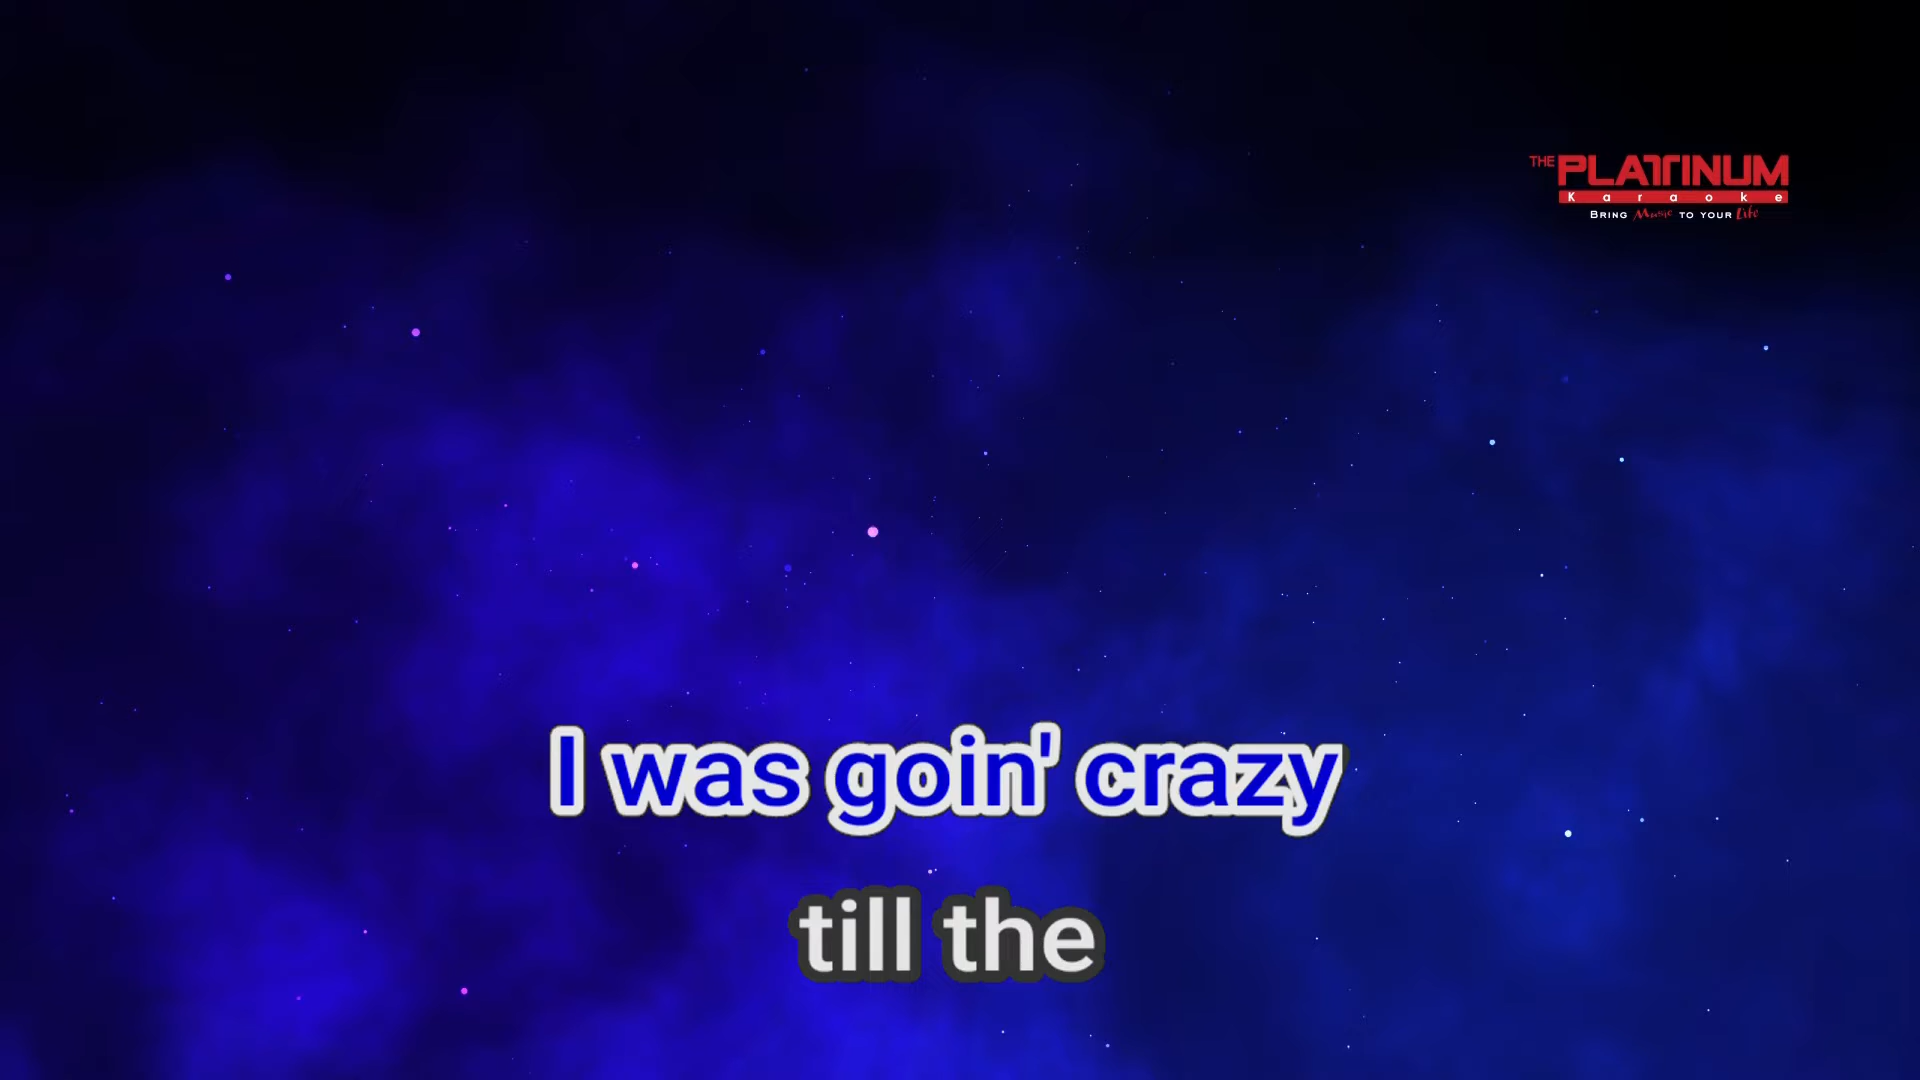 THE PLATINUM
Karaoke
BRING Music TO YOUR Life
I was goin' crazy
till the